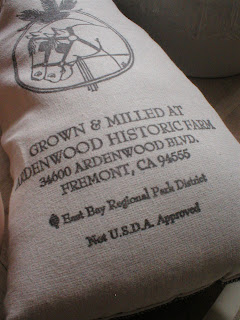 GROWN & MILLED AT
ARDENWOOD HISTORIC FARM
34600 ARDENWOOD BLVD.
FREMONT, CA 94555
East Bay Regional Park District
Not U.S.D.A. Approved